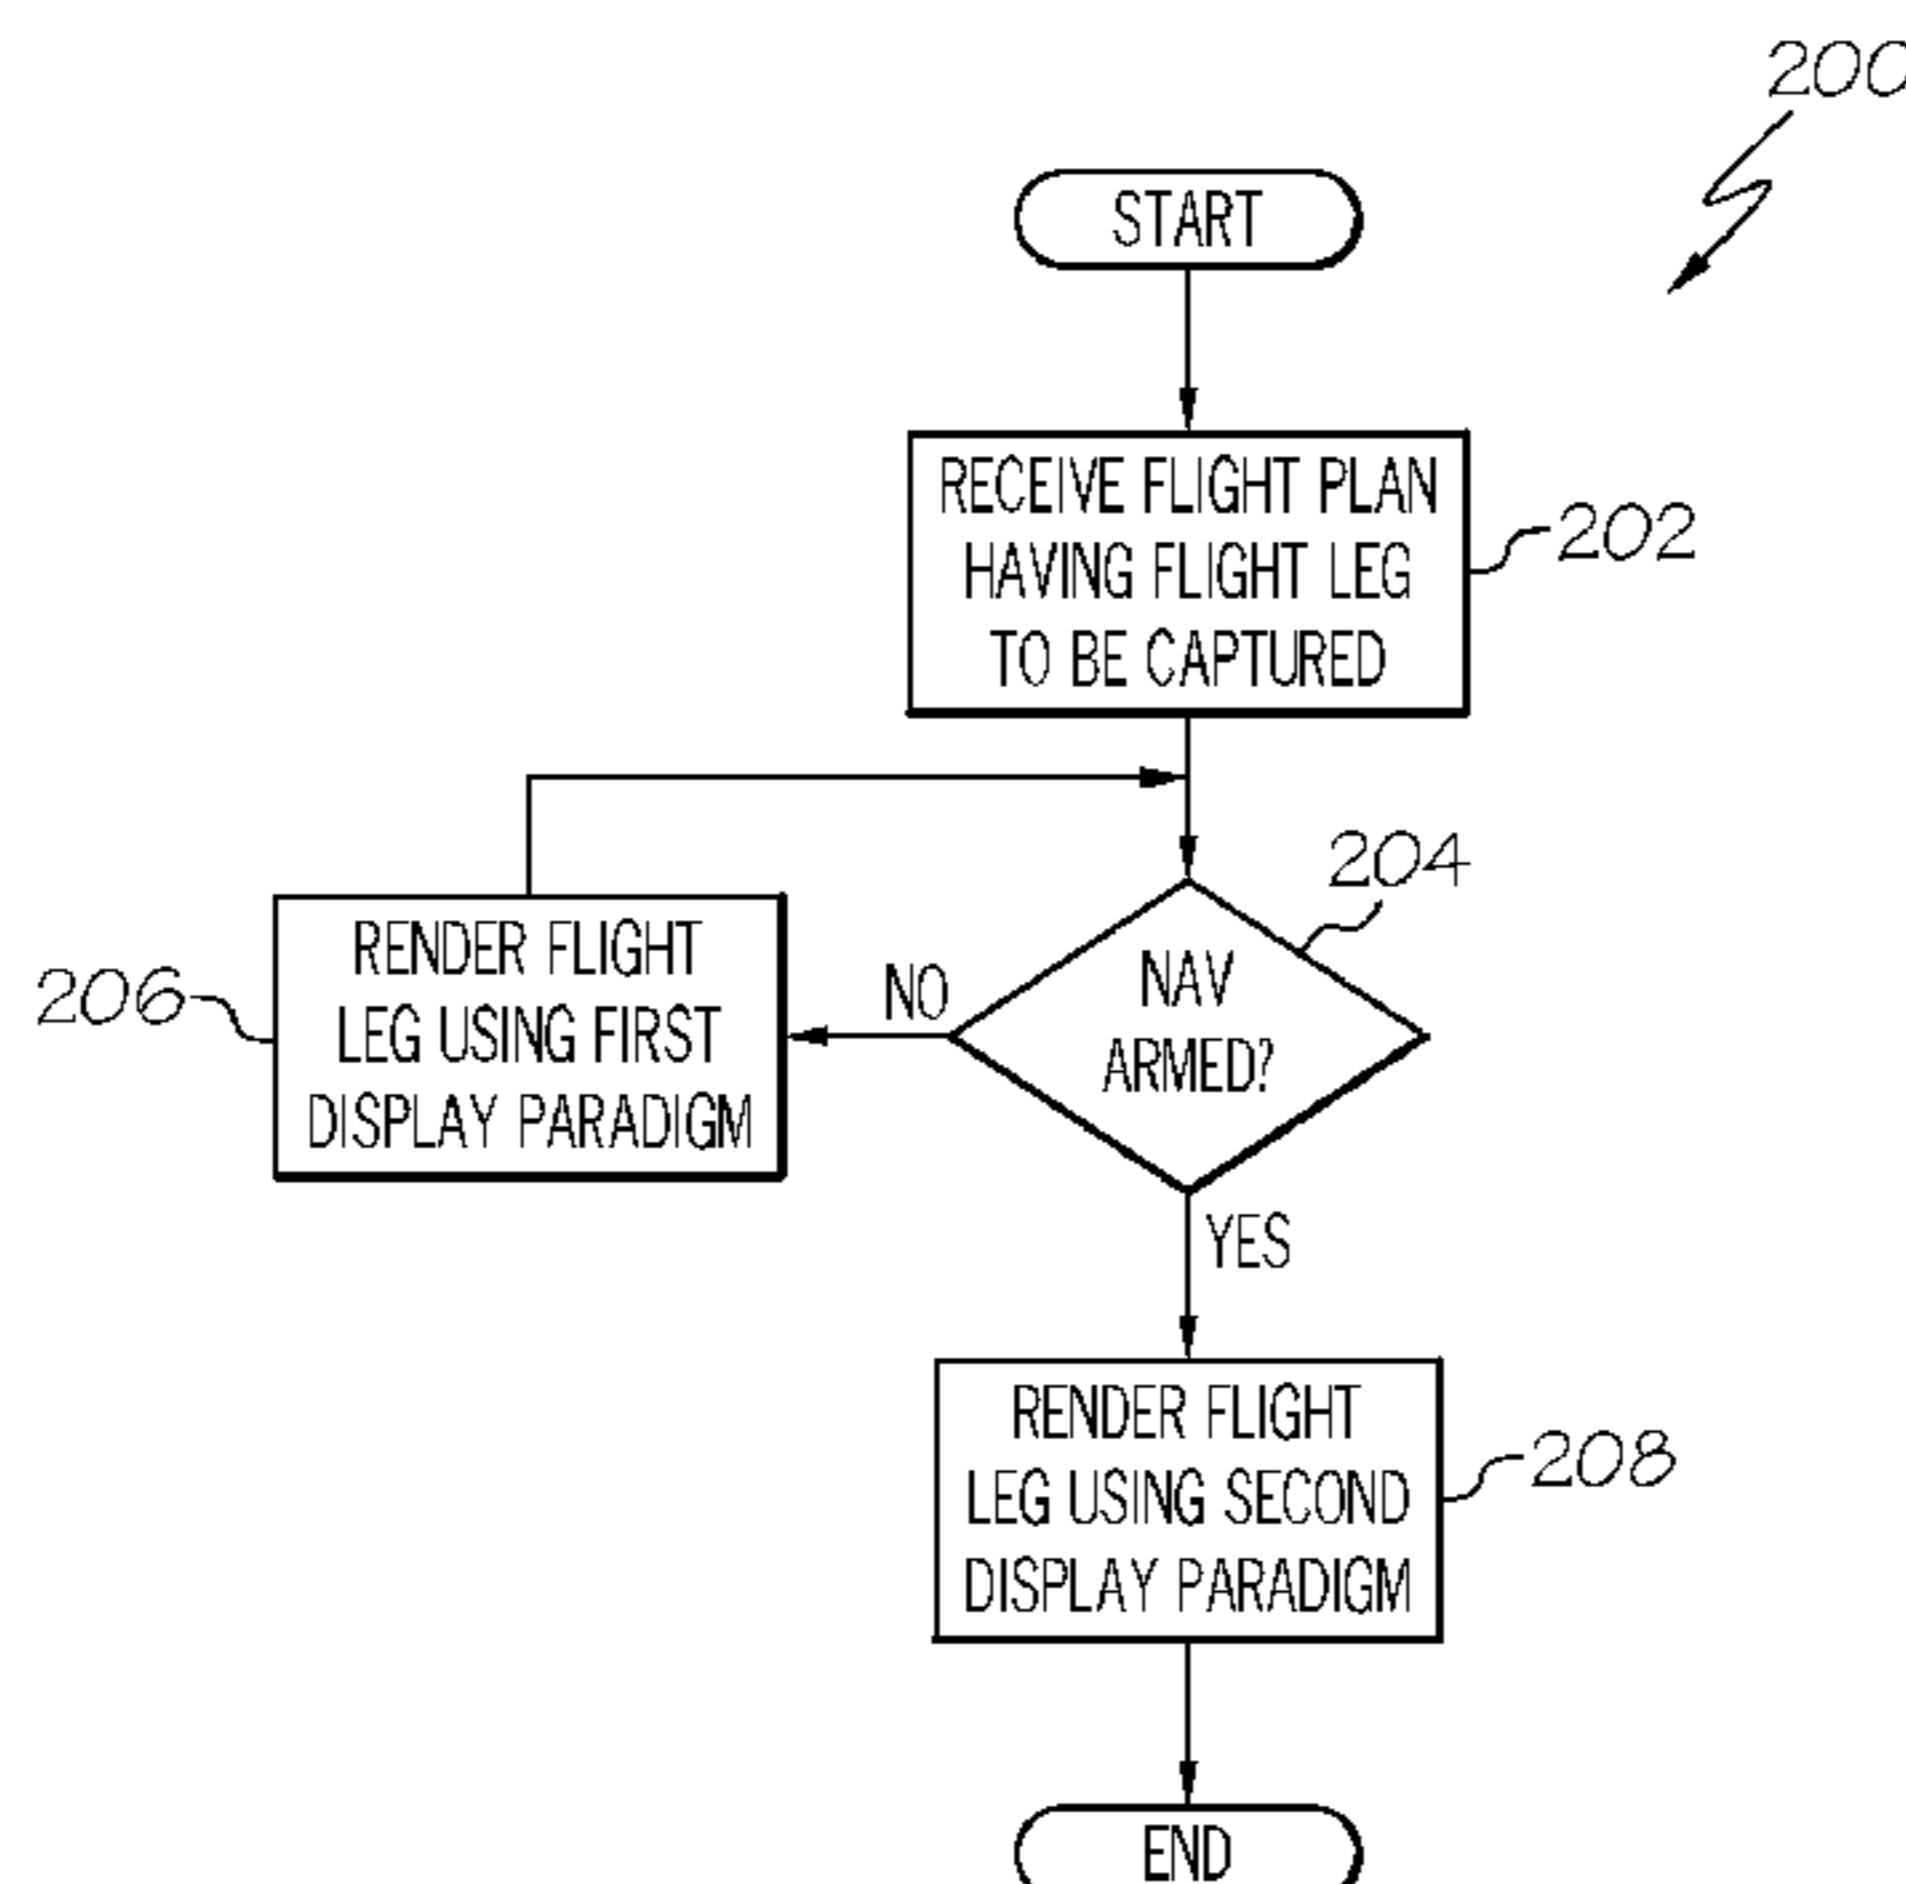 200
START
RECEIVE FLIGHT PLAN
HAVING FLIGHT LEG
TO BE CAPTURED
202
204
NAV
ARMED?
NO
RENDER FLIGHT
LEG USING FIRST
DISPLAY PARADIGM
206
YES
RENDER FLIGHT
LEG USING SECOND
DISPLAY PARADIGM
208
END